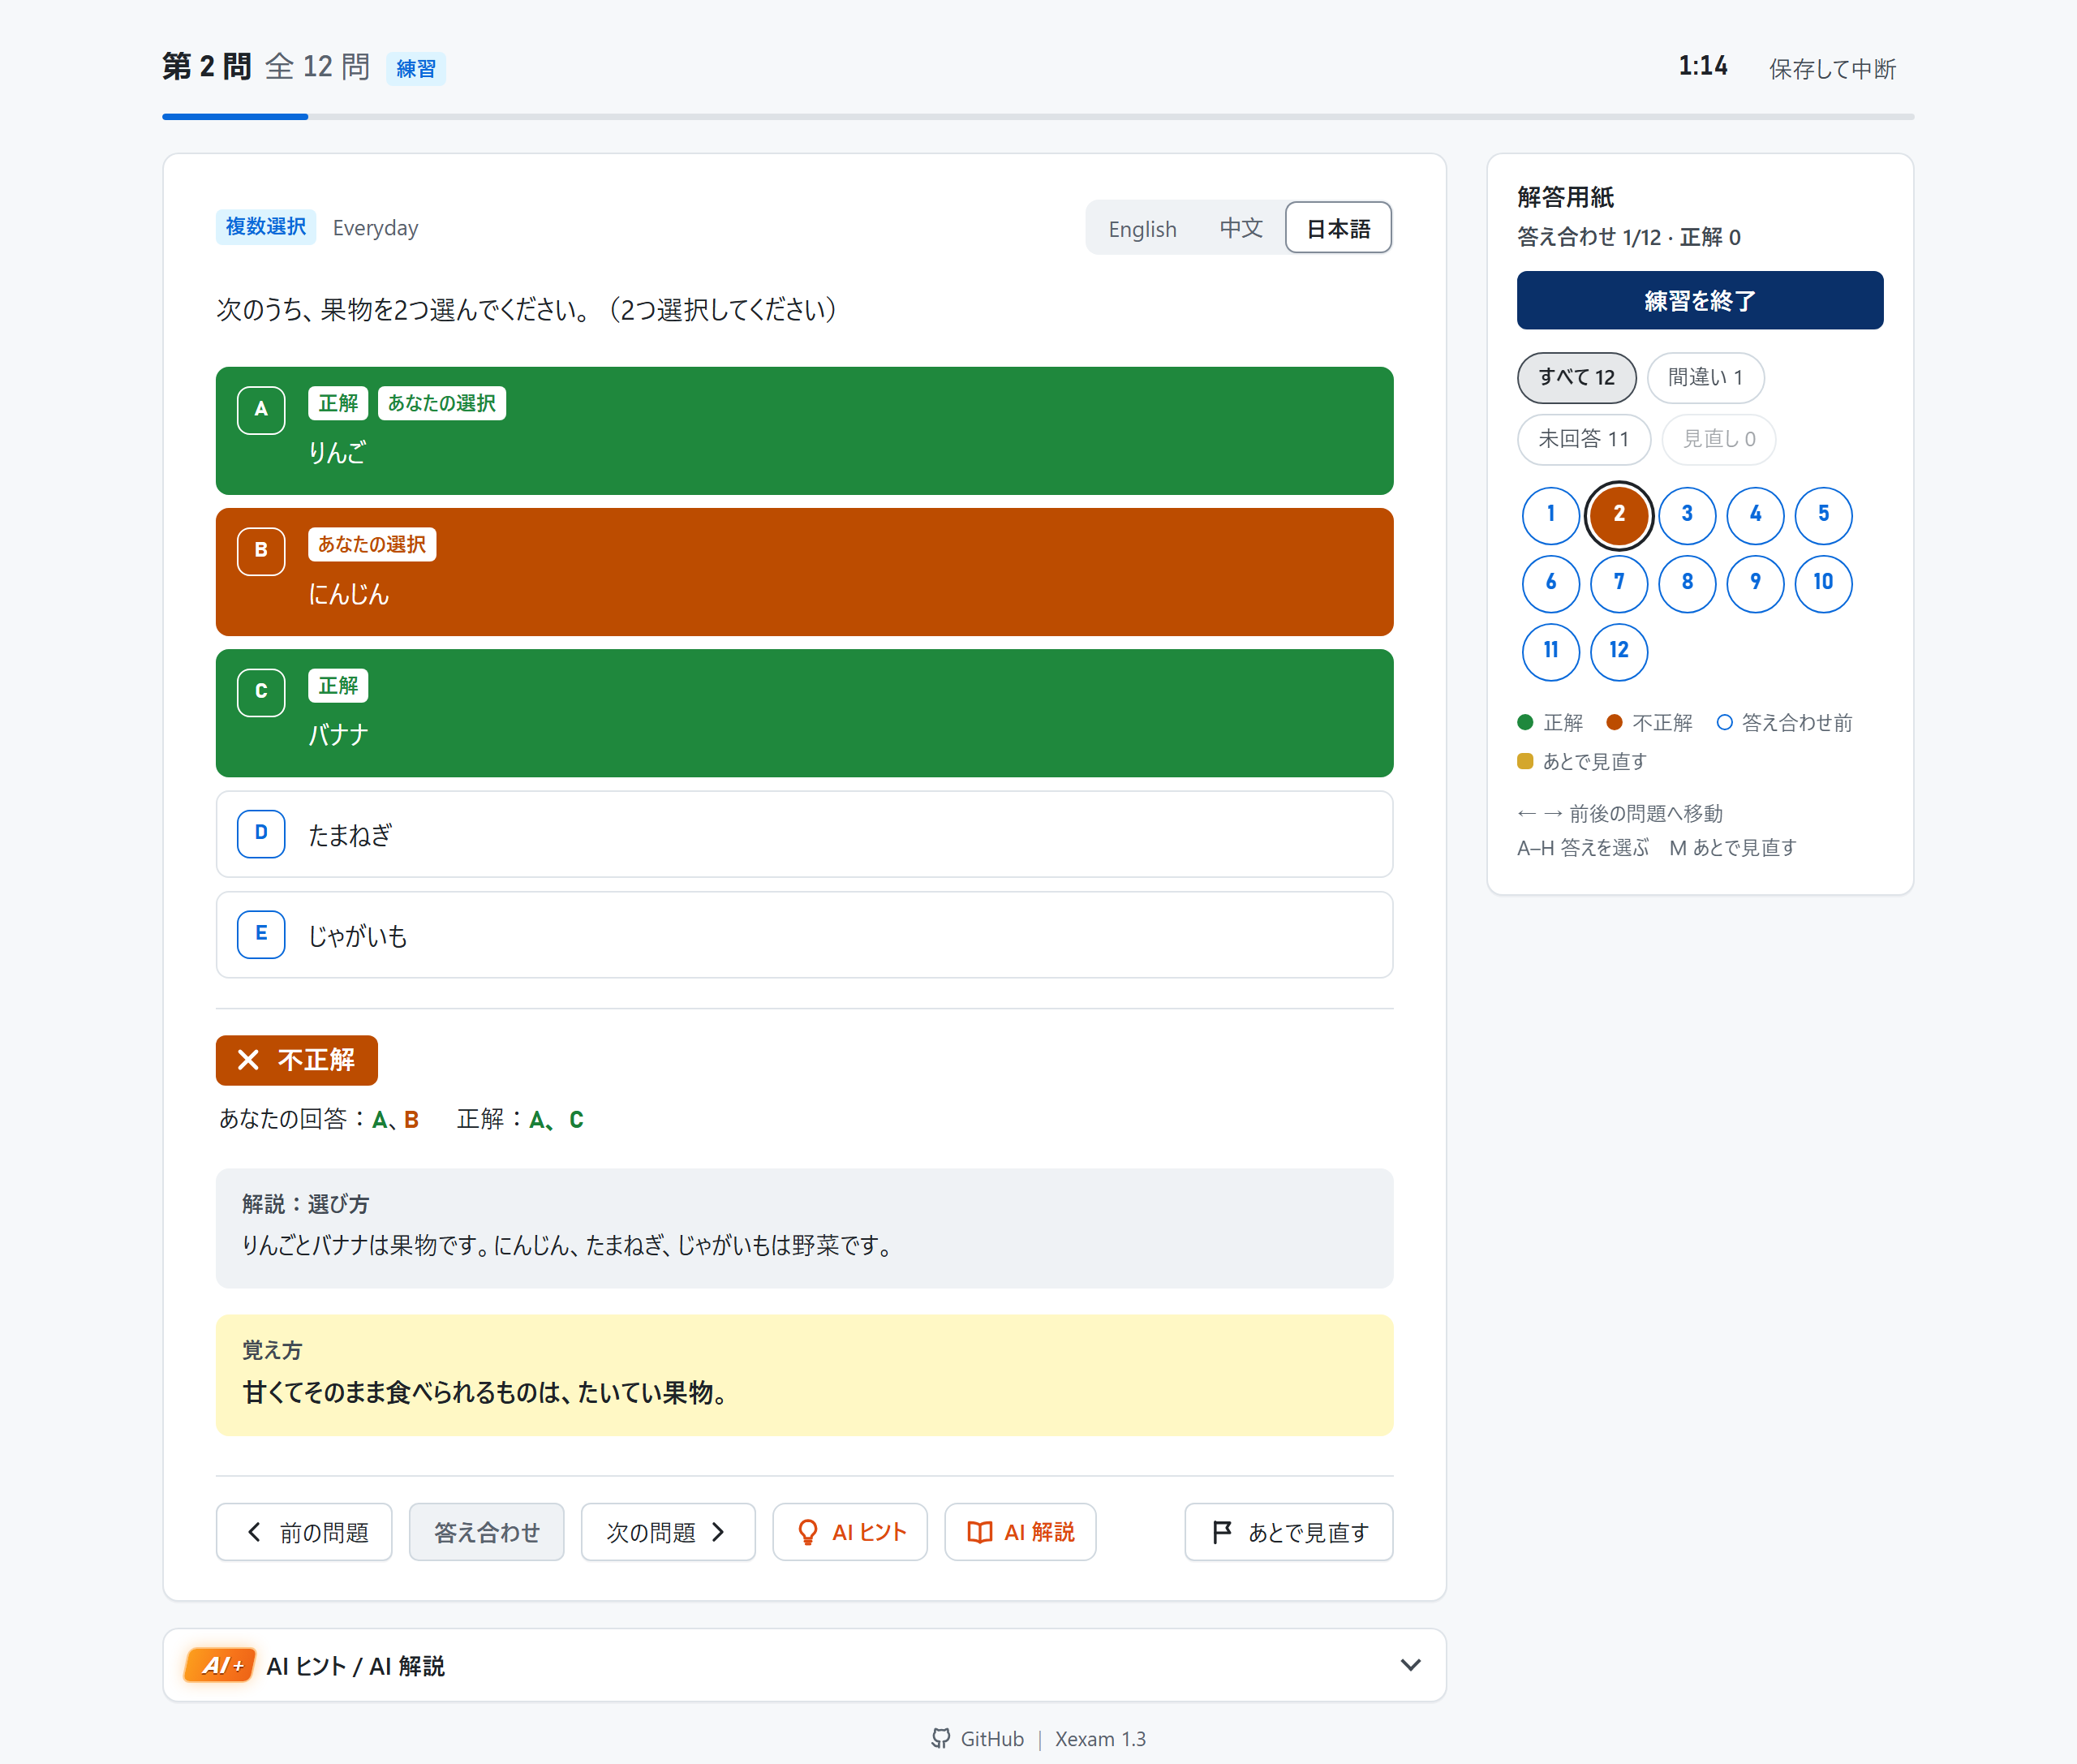 第 2 問 全 12 問 練習
1:14 保存して中断
複数選択 Everyday
English 中文 日本語
次のうち、果物を2つ選んでください。（2つ選択してください）
A 正解 あなたの選択
りんご
B あなたの選択
にんじん
C 正解
バナナ
D たまねぎ
E じゃがいも
不正解
あなたの回答：A、B 正解：A、C
解説：選び方
りんごとバナナは果物です。にんじん、たまねぎ、じゃがいもは野菜です。
覚え方
甘くてそのまま食べられるものは、たいてい果物。
前の問題 答え合わせ 次の問題 AI ヒント AI 解説 あとで見直す
AI+ AI ヒント / AI 解説
解答用紙
答え合わせ 1/12 · 正解 0
練習を終了
すべて 12 間違い 1
未回答 11 見直し 0
1 2 3 4 5
6 7 8 9 10
11 12
正解 不正解 答え合わせ前
あとで見直す
← → 前後の問題へ移動
A–H 答えを選ぶ M あとで見直す
GitHub | Xexam 1.3